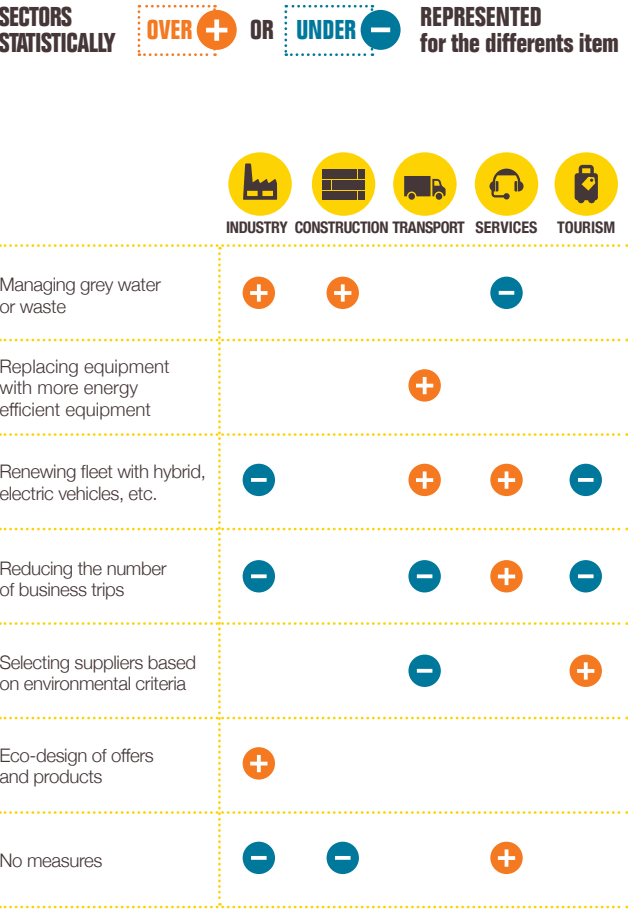 SECTORS
STATISTICALLY
OVER + OR UNDER −
REPRESENTED
for the differents item
INDUSTRY CONSTRUCTION TRANSPORT SERVICES TOURISM
Managing grey water
or waste
Replacing equipment
with more energy
efficient equipment
Renewing fleet with hybrid,
electric vehicles, etc.
Reducing the number
of business trips
Selecting suppliers based
on environmental criteria
Eco-design of offers
and products
No measures